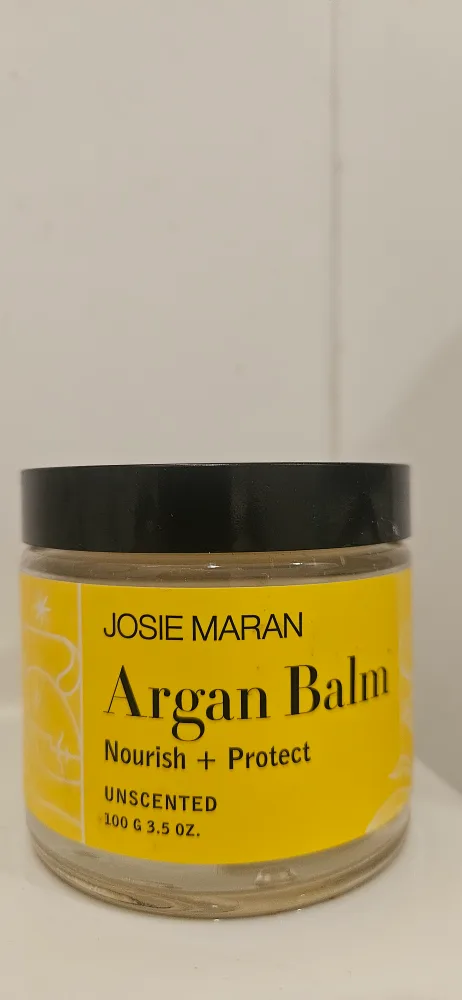 JOSIE MARAN
Argan Balm
Nourish + Protect
UNSCENTED
100 G 3.5 OZ.